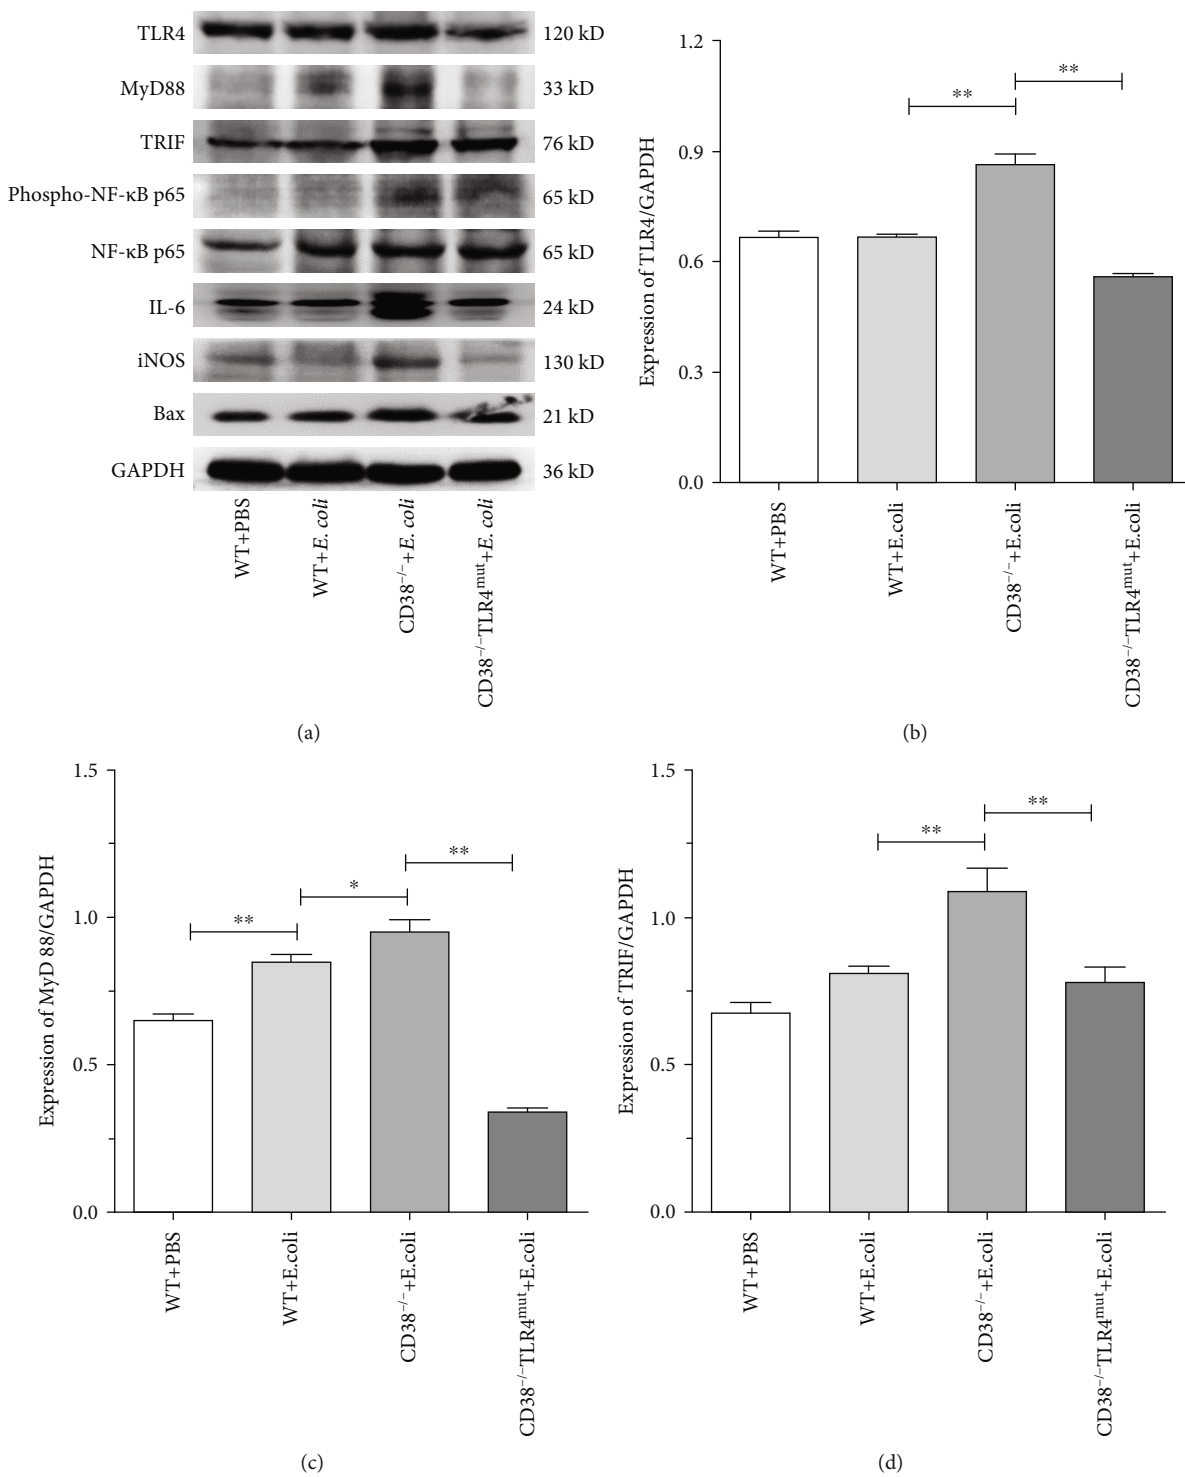 TLR4 120 kD
MyD88 33 kD
TRIF 76 kD
Phospho-NF-κB p65 65 kD
NF-κB p65 65 kD
IL-6 24 kD
iNOS 130 kD
Bax 21 kD
GAPDH 36 kD
WT+PBS
WT+E. coli
CD38⁻/⁻+E. coli
CD38⁻/⁻TLR4ᵐᵘᵗ+E. coli
(a)
Expression of TLR4/GAPDH
1.2
0.9
0.6
0.3
0.0
**
**
WT+PBS
WT+E.coli
CD38⁻/⁻+E.coli
CD38⁻/⁻TLR4ᵐᵘᵗ+E.coli
(b)
Expression of MyD 88/GAPDH
1.5
1.0
0.5
0.0
**
*
**
WT+PBS
WT+E.coli
CD38⁻/⁻+E.coli
CD38⁻/⁻TLR4ᵐᵘᵗ+E.coli
(c)
Expression of TRIF/GAPDH
1.5
1.0
0.5
0.0
**
**
WT+PBS
WT+E.coli
CD38⁻/⁻+E.coli
CD38⁻/⁻TLR4ᵐᵘᵗ+E.coli
(d)